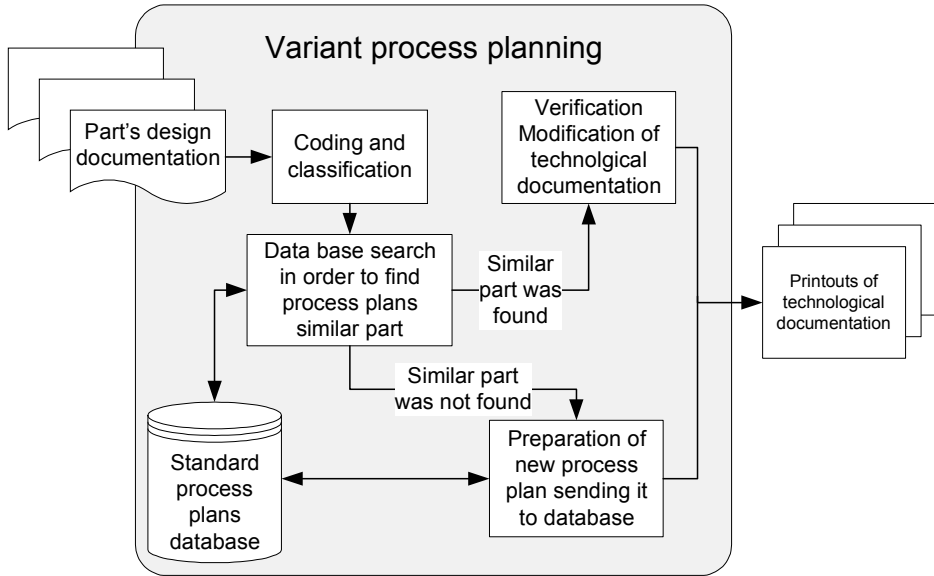 Variant process planning
Part's design
documentation
Coding and
classification
Verification
Modification of
technolgical
documentation
Data base search
in order to find
process plans
similar part
Similar
part was
found
Printouts of
technological
documentation
Similar part
was not found
Standard
process
plans
database
Preparation of
new process
plan sending it
to database